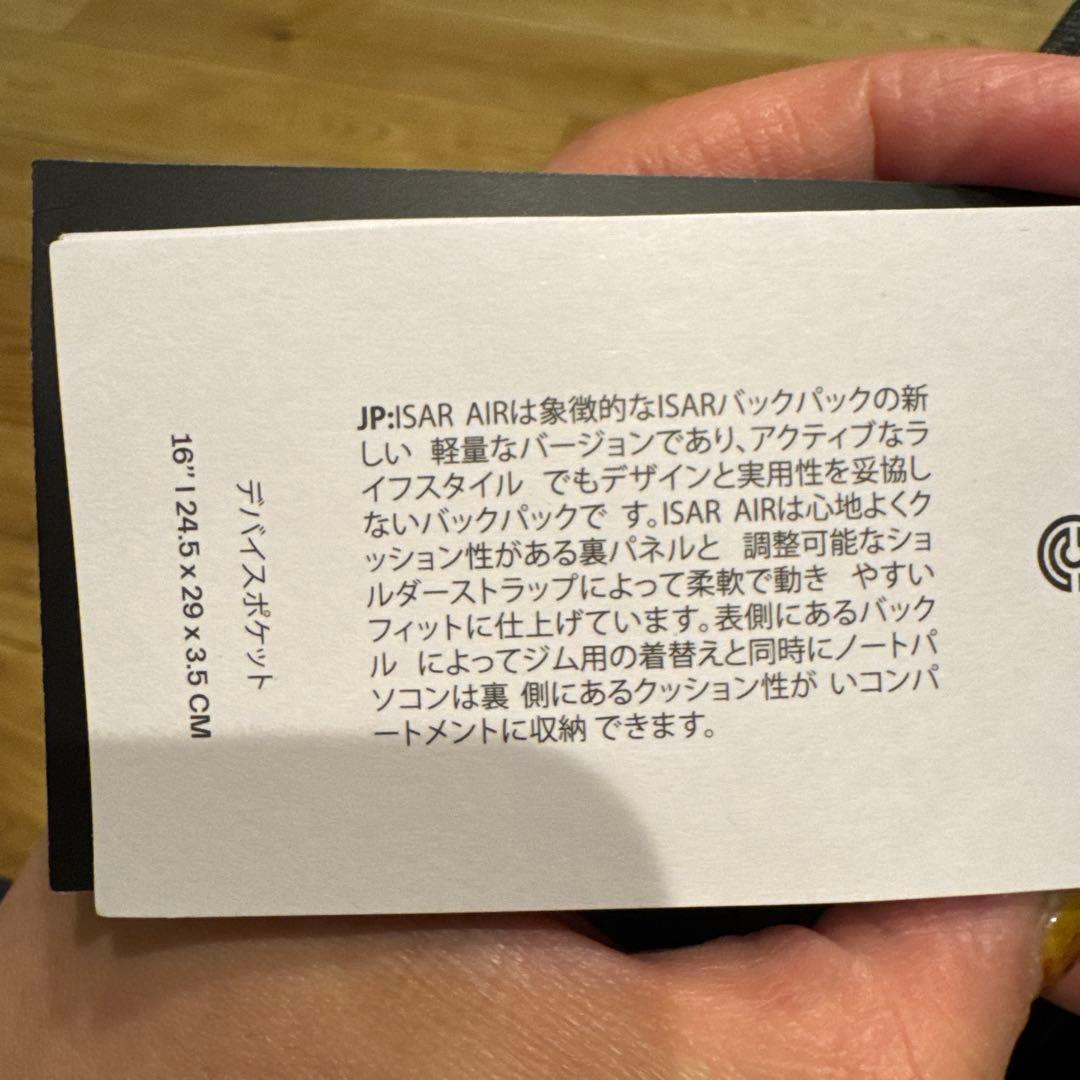 JP:ISAR AIRは象徴的なISARバックパックの新
しい 軽量なバージョンであり、アクティブなラ
イフスタイル でもデザインと実用性を妥協し
ないバックパックで す。ISAR AIRは心地よくク
ッション性がある裏パネルと 調整可能なショ
ルダーストラップによって柔軟で動き やすい
フィットに仕上げています。表側にあるバック
ル によってジム用の着替えと同時にノートパ
ソコンは裏 側にあるクッション性が いコンパ
ートメントに収納 できます。
デバイスポケット
16” I 24.5 x 29 x 3.5 CM